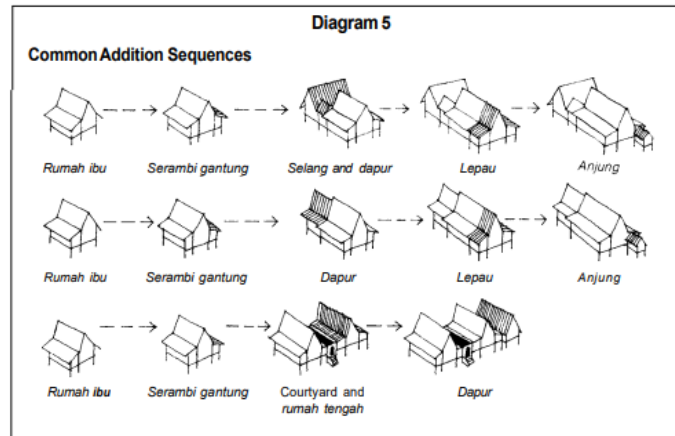 Diagram 5
Common Addition Sequences
Rumah ibu Serambi gantung Selang and dapur Lepau Anjung
Rumah ibu Serambi gantung Dapur Lepau Anjung
Rumah ibu Serambi gantung Courtyard and Dapur
rumah tengah